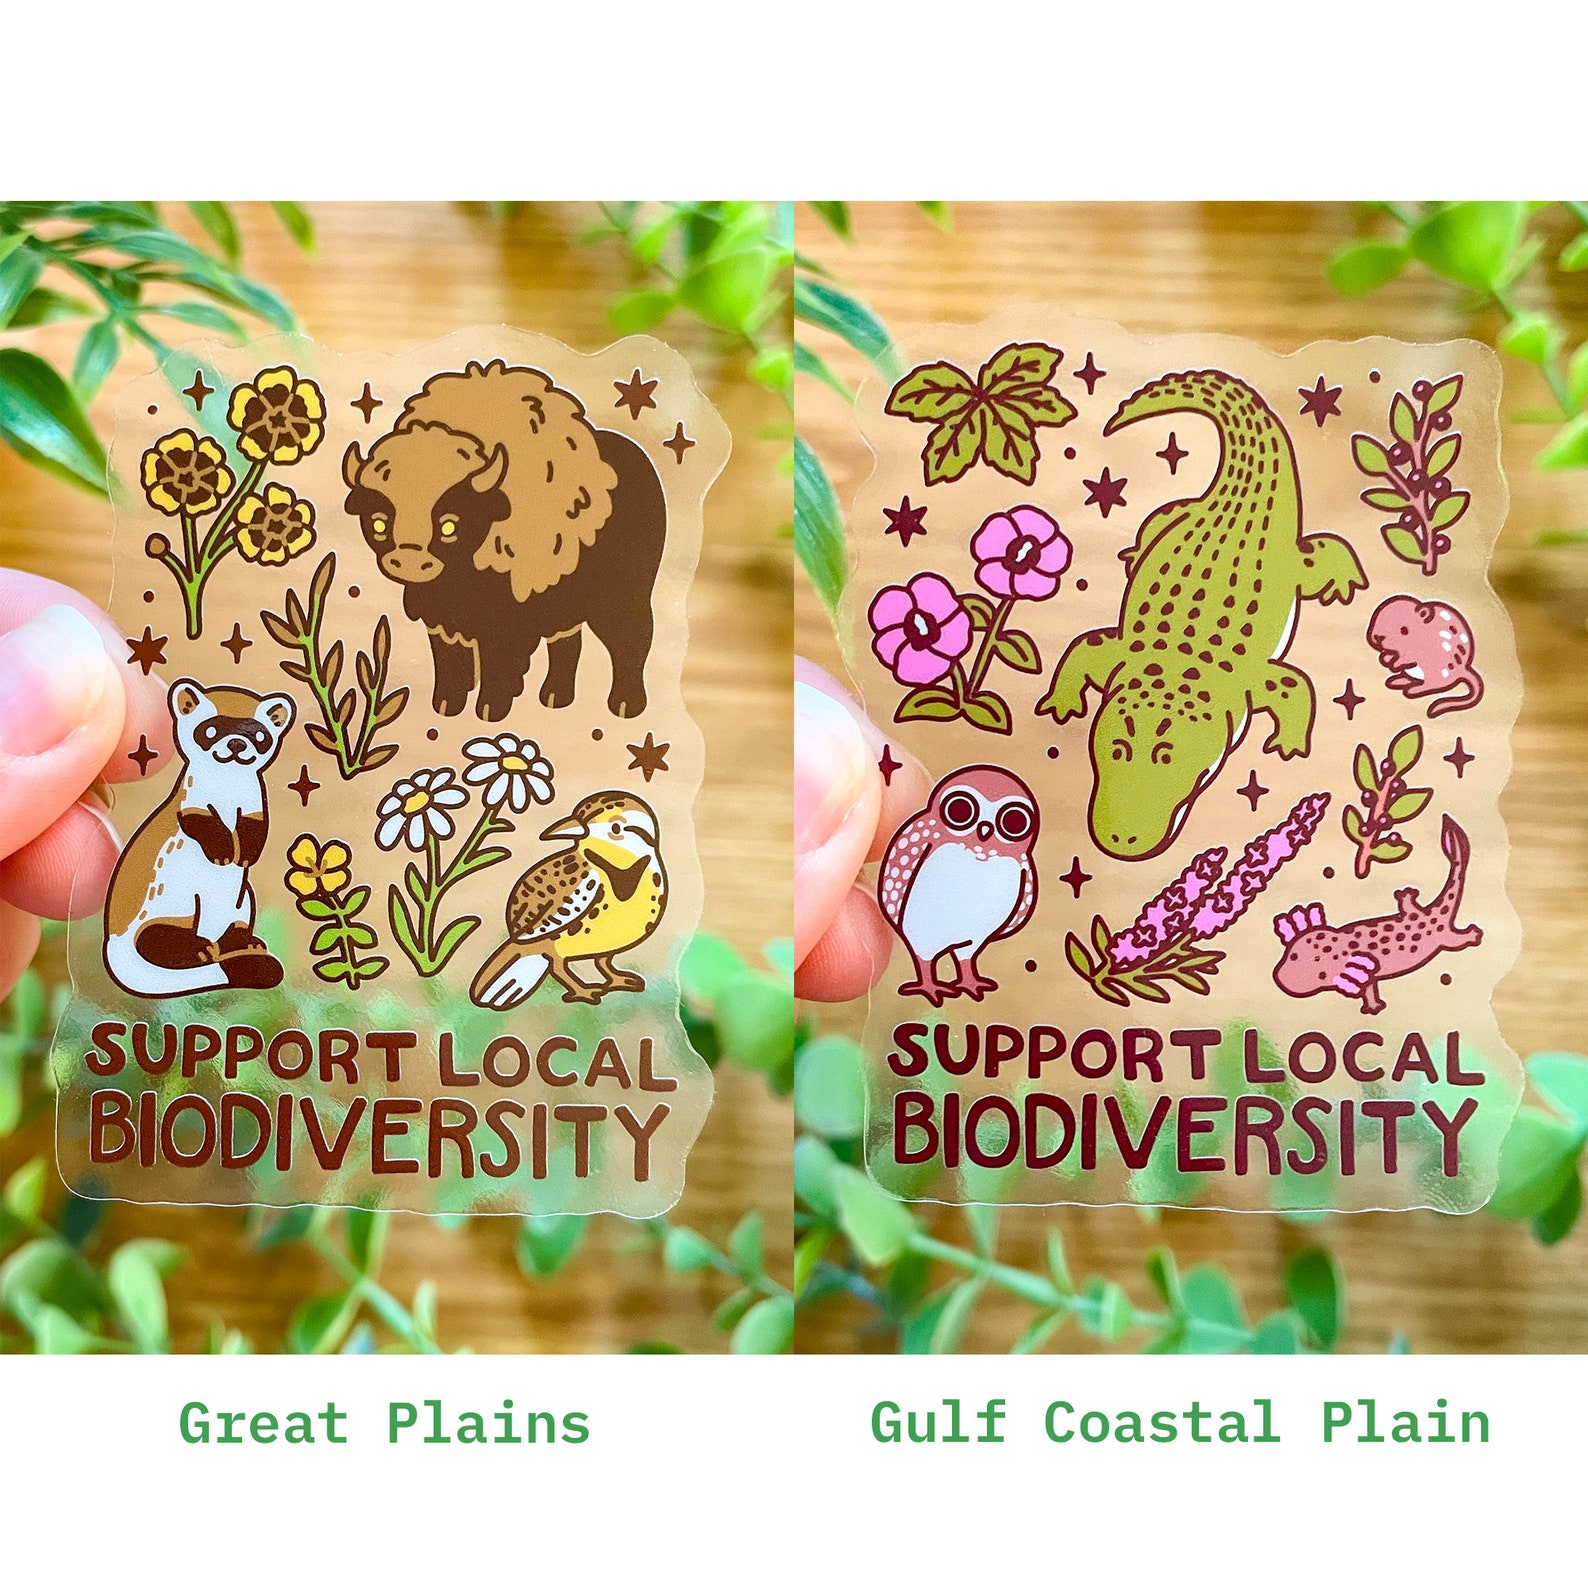 SUPPORT LOCAL
BIODIVERSITY
SUPPORT LOCAL
BIODIVERSITY
Great Plains
Gulf Coastal Plain